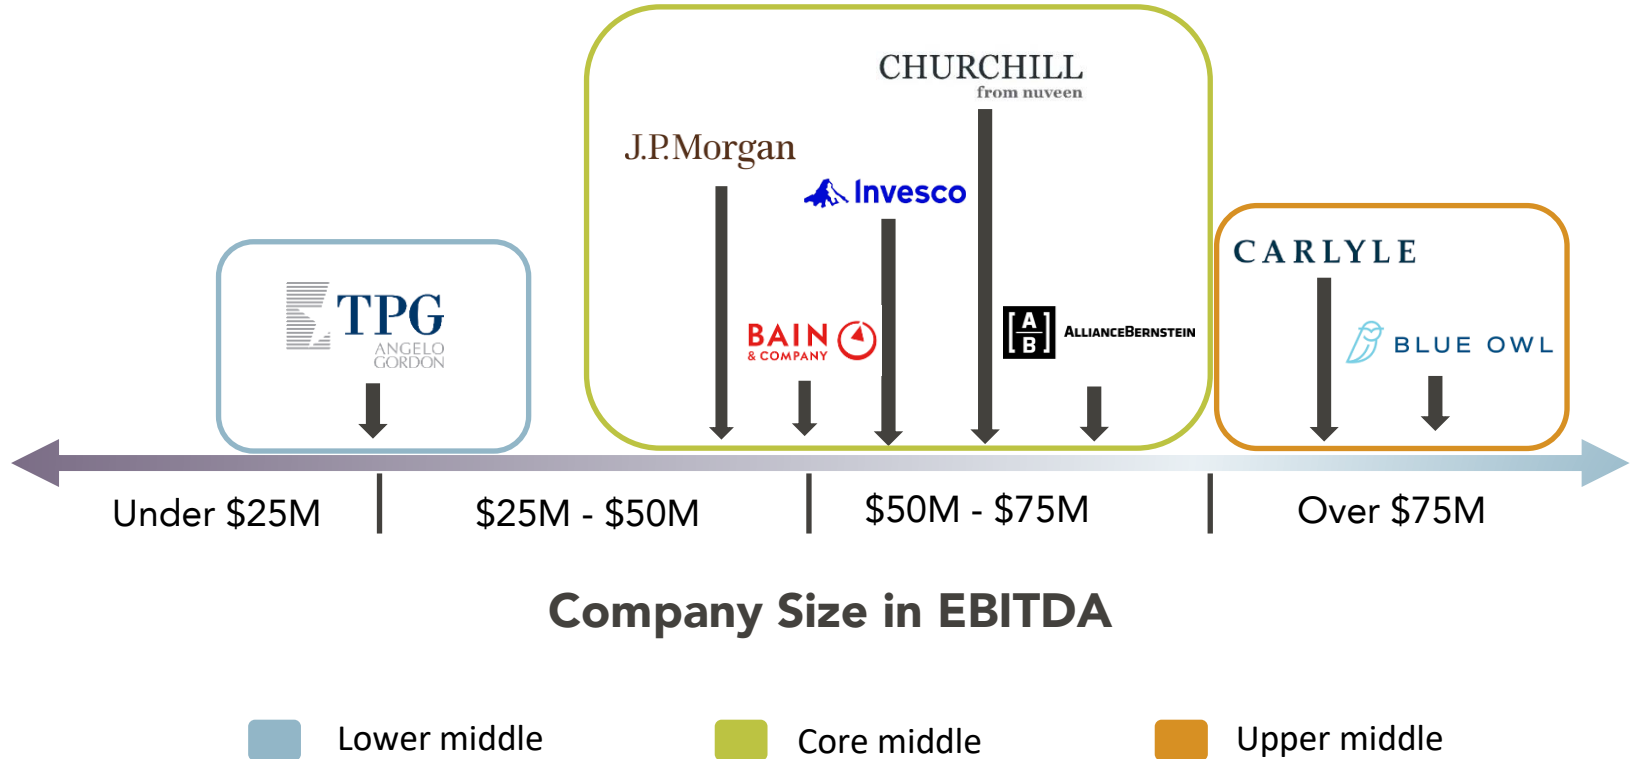 CHURCHILL
from nuveen
J.P.Morgan
Invesco
CARLYLE
TPG
ANGELO
GORDON
BAIN
& COMPANY
[A
B]
ALLIANCEBERNSTEIN
BLUE OWL
Under $25M
$25M - $50M
$50M - $75M
Over $75M
Company Size in EBITDA
Lower middle
Core middle
Upper middle